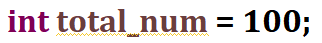 int total_num = 100;